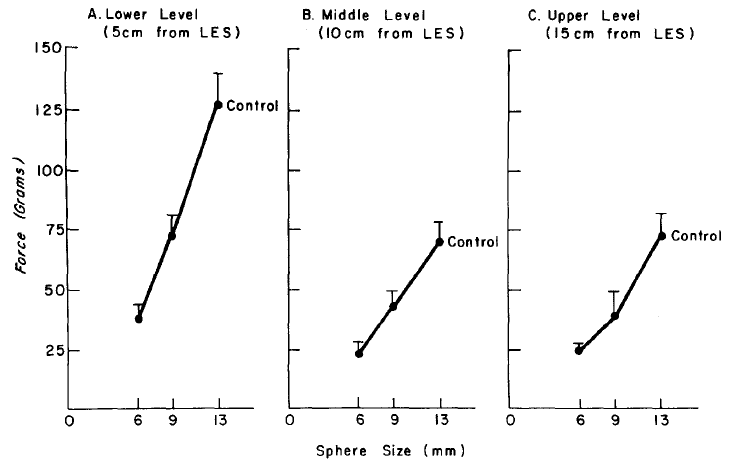 A. Lower Level
(5cm from LES)
B. Middle Level
(10cm from LES)
C. Upper Level
(15cm from LES)
150
125
100
75
50
25
Force (Grams)
Control
Control
Control
0 6 9 13
0 6 9 13
0 6 9 13
Sphere Size (mm)